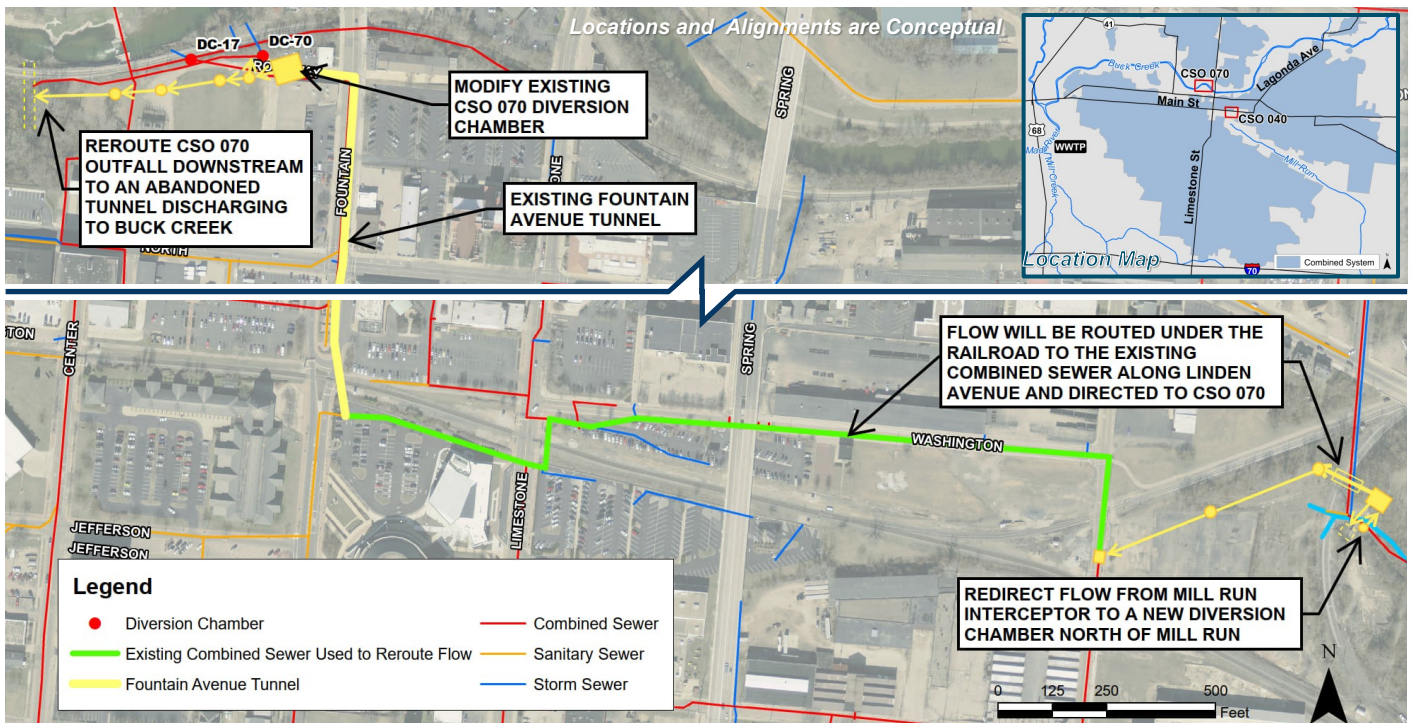 Locations and Alignments are Conceptual
DC-17
DC-70
MODIFY EXISTING
CSO 070 DIVERSION
CHAMBER
REROUTE CSO 070
OUTFALL DOWNSTREAM
TO AN ABANDONED
TUNNEL DISCHARGING
TO BUCK CREEK
EXISTING FOUNTAIN
AVENUE TUNNEL
FOUNTAIN
SPRING
NORTH
41
Buck Creek
CSO 070
Lagonda Ave
Main St
CSO 040
68
Mad River
WWTP
Mill Creek
Mill Run
Limestone St
Location Map
70
Combined System
N
CENTER
SPRING
FLOW WILL BE ROUTED UNDER THE
RAILROAD TO THE EXISTING
COMBINED SEWER ALONG LINDEN
AVENUE AND DIRECTED TO CSO 070
WASHINGTON
LIMESTONE
JEFFERSON
JEFFERSON
REDIRECT FLOW FROM MILL RUN
INTERCEPTOR TO A NEW DIVERSION
CHAMBER NORTH OF MILL RUN
Legend
Diversion Chamber
Existing Combined Sewer Used to Reroute Flow
Fountain Avenue Tunnel
Combined Sewer
Sanitary Sewer
Storm Sewer
N
0 125 250 500
Feet